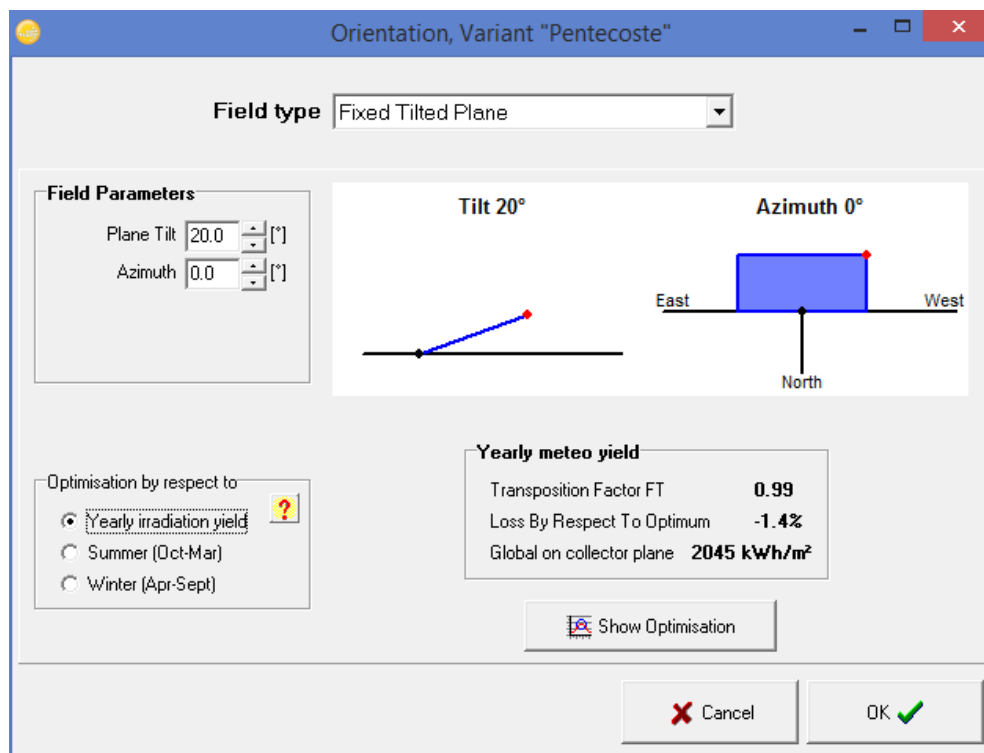 Orientation, Variant "Pentecoste"
Field type Fixed Tilted Plane
Field Parameters
Plane Tilt 20.0 [°]
Azimuth 0.0 [°]
Tilt 20°
Azimuth 0°
East
West
North
Optimisation by respect to
?
Yearly irradiation yield
Summer (Oct-Mar)
Winter (Apr-Sept)
Yearly meteo yield
Transposition Factor FT 0.99
Loss By Respect To Optimum -1.4%
Global on collector plane 2045 kWh/m²
Show Optimisation
Cancel
OK